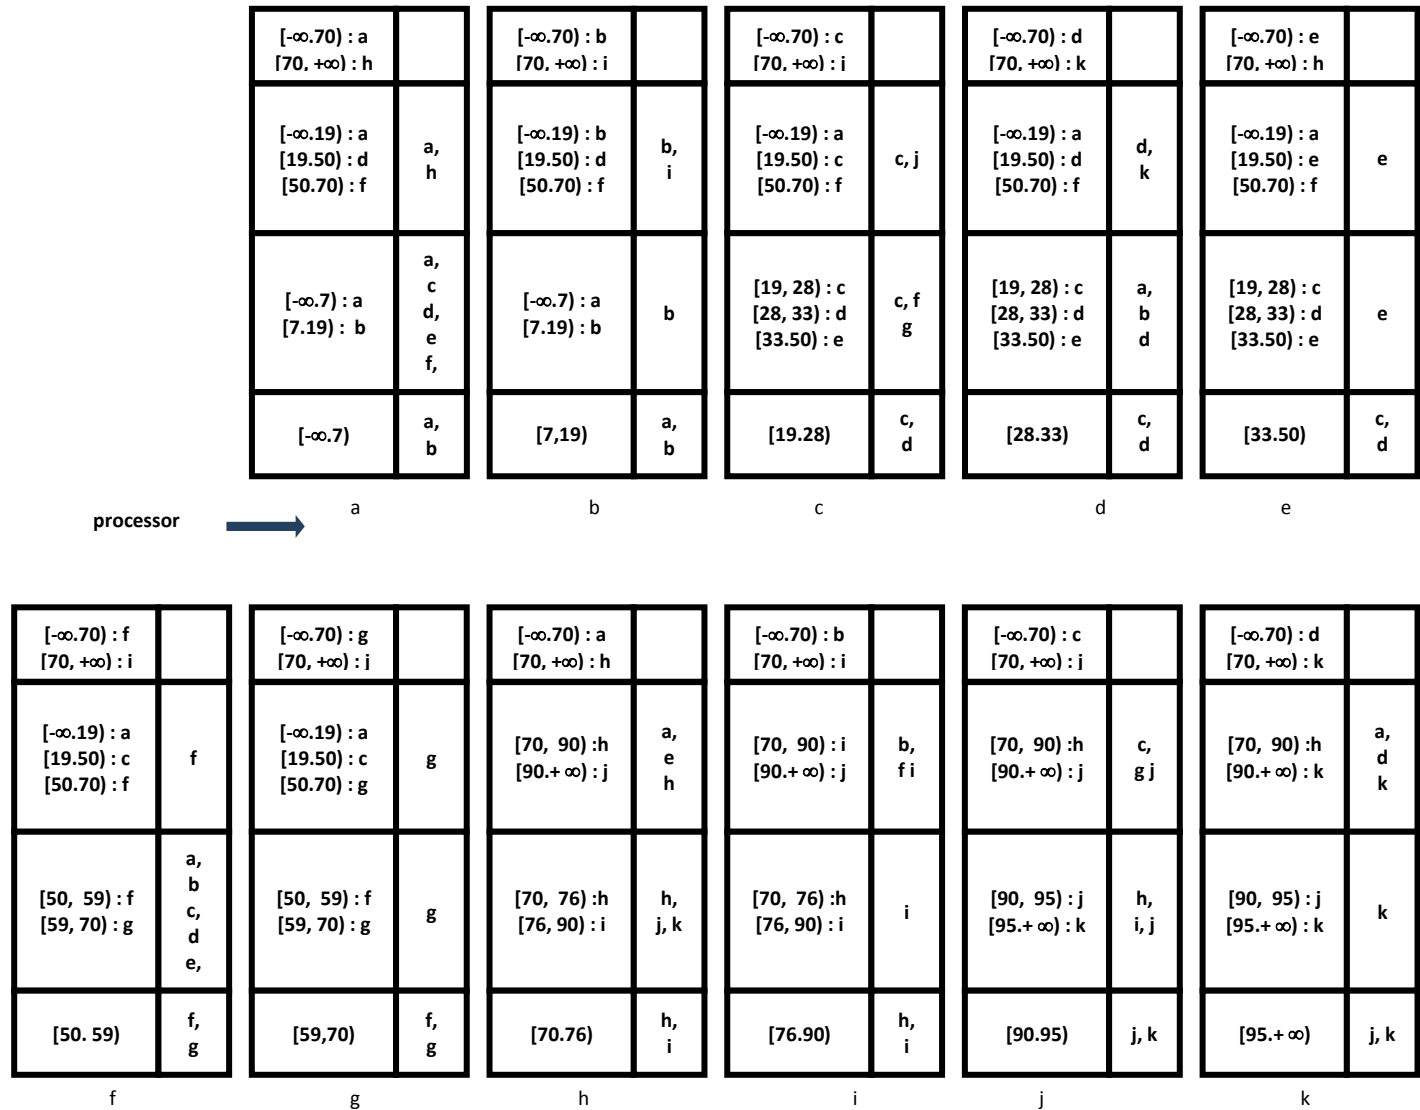 [-∞.70) : a
[70, +∞) : h
[-∞.19) : a
[19.50) : d
[50.70) : f
a,
h
[-∞.7) : a
[7.19) : b
a,
c
d,
e
f,
[-∞.7)
a,
b
a
[-∞.70) : b
[70, +∞) : i
[-∞.19) : b
[19.50) : d
[50.70) : f
b,
i
[-∞.7) : a
[7.19) : b
b
[7,19)
a,
b
b
[-∞.70) : c
[70, +∞) : j
[-∞.19) : a
[19.50) : c
[50.70) : f
c, j
[19, 28) : c
[28, 33) : d
[33.50) : e
c, f
g
[19.28)
c,
d
c
[-∞.70) : d
[70, +∞) : k
[-∞.19) : a
[19.50) : d
[50.70) : f
d,
k
[19, 28) : c
[28, 33) : d
[33.50) : e
a,
b
d
[28.33)
c,
d
d
[-∞.70) : e
[70, +∞) : h
[-∞.19) : a
[19.50) : e
[50.70) : f
e
[19, 28) : c
[28, 33) : d
[33.50) : e
e
[33.50)
c,
d
e
processor
[-∞.70) : f
[70, +∞) : i
[-∞.19) : a
[19.50) : c
[50.70) : f
f
[50, 59) : f
[59, 70) : g
a,
b
c,
d
e,
[50. 59)
f,
g
f
[-∞.70) : g
[70, +∞) : j
[-∞.19) : a
[19.50) : c
[50.70) : g
g
[50, 59) : f
[59, 70) : g
g
[59,70)
f,
g
g
[-∞.70) : a
[70, +∞) : h
[70, 90) :h
[90.+ ∞) : j
a,
e
h
[70, 76) :h
[76, 90) : i
h,
j, k
[70.76)
h,
i
h
[-∞.70) : b
[70, +∞) : i
[70, 90) : i
[90.+ ∞) : j
b,
f i
[70, 76) :h
[76, 90) : i
i
[76.90)
h,
i
i
[-∞.70) : c
[70, +∞) : j
[70, 90) :h
[90.+ ∞) : j
c,
g j
[90, 95) : j
[95.+ ∞) : k
h,
i, j
[90.95)
j, k
j
[-∞.70) : d
[70, +∞) : k
[70, 90) : h
[90.+ ∞) : k
a,
d
k
[90, 95) : j
[95.+ ∞) : k
k
[95.+ ∞)
j, k
k